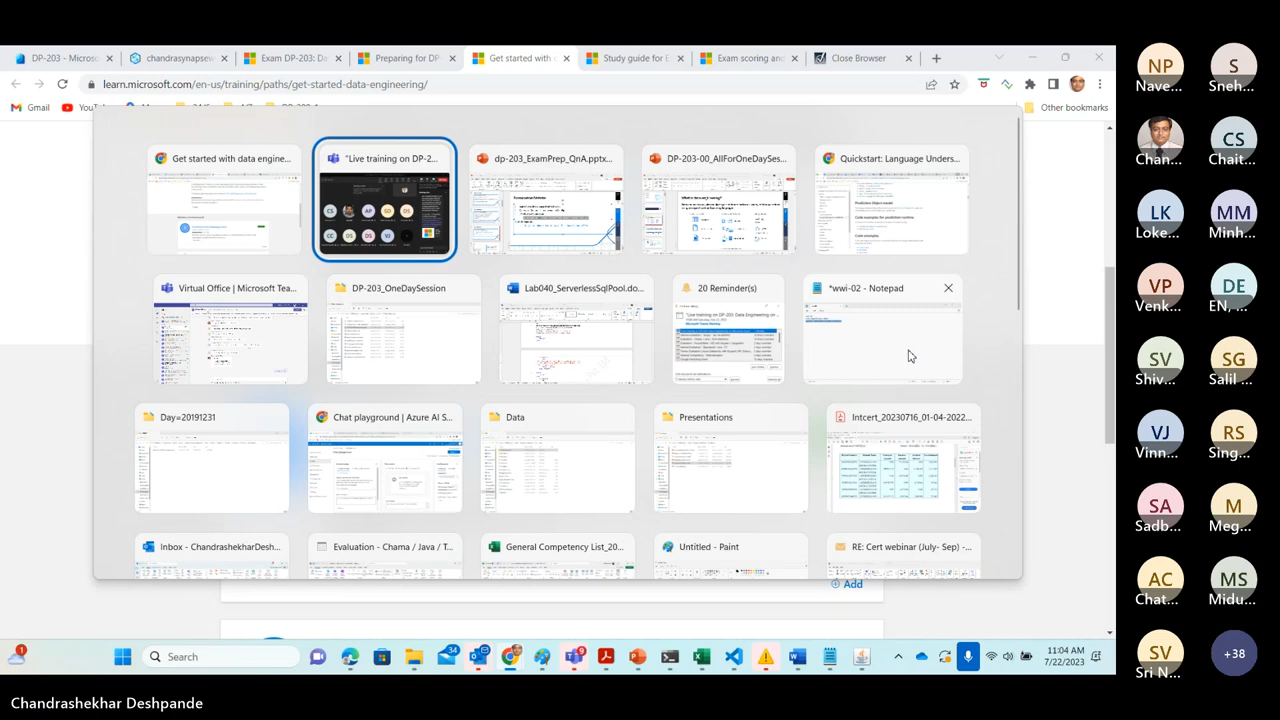 DP-203 - Microso
chandrasynapsew
Exam DP-203: Da
Preparing for DP
Get started with
Study guide for E
Exam scoring and
Close Browser
learn.microsoft.com/en-us/training/paths/get-started-data-engineering/
Gmail
Other bookmarks
Get started with data engine...
"Live training on DP-2...
dp-203_ExamPrep_QnA.pptx...
DP-203-00_AllForOneDaySes...
Quickstart: Language Unders...
Virtual Office | Microsoft Tea...
DP-203_OneDaySession
Lab040_ServerlessSqlPool.do...
20 Reminder(s)
*wwi-02 - Notepad
Day=20191231
Chat playground | Azure AI S...
Data
Presentations
Intcert_20230716_01-04-2022...
Inbox - ChandrashekharDesh...
Evaluation - Chama / Java / T...
General Competency List_20...
Untitled - Paint
RE: Cert webinar (July- Sep) -...
Add
1
Search
34
9
11:04 AM
7/22/2023
NP
Nave...
S
Sneh...
Chan...
CS
Chait...
LK
Loke...
MM
Minh...
VP
Venk...
DE
EN, ...
SV
Shiv...
SG
Salil ...
VJ
Vinn...
RS
Sing...
SA
Sadb...
M
Meg...
AC
Chat...
MS
Midu...
SV
Sri N...
+38
Chandrashekhar Deshpande